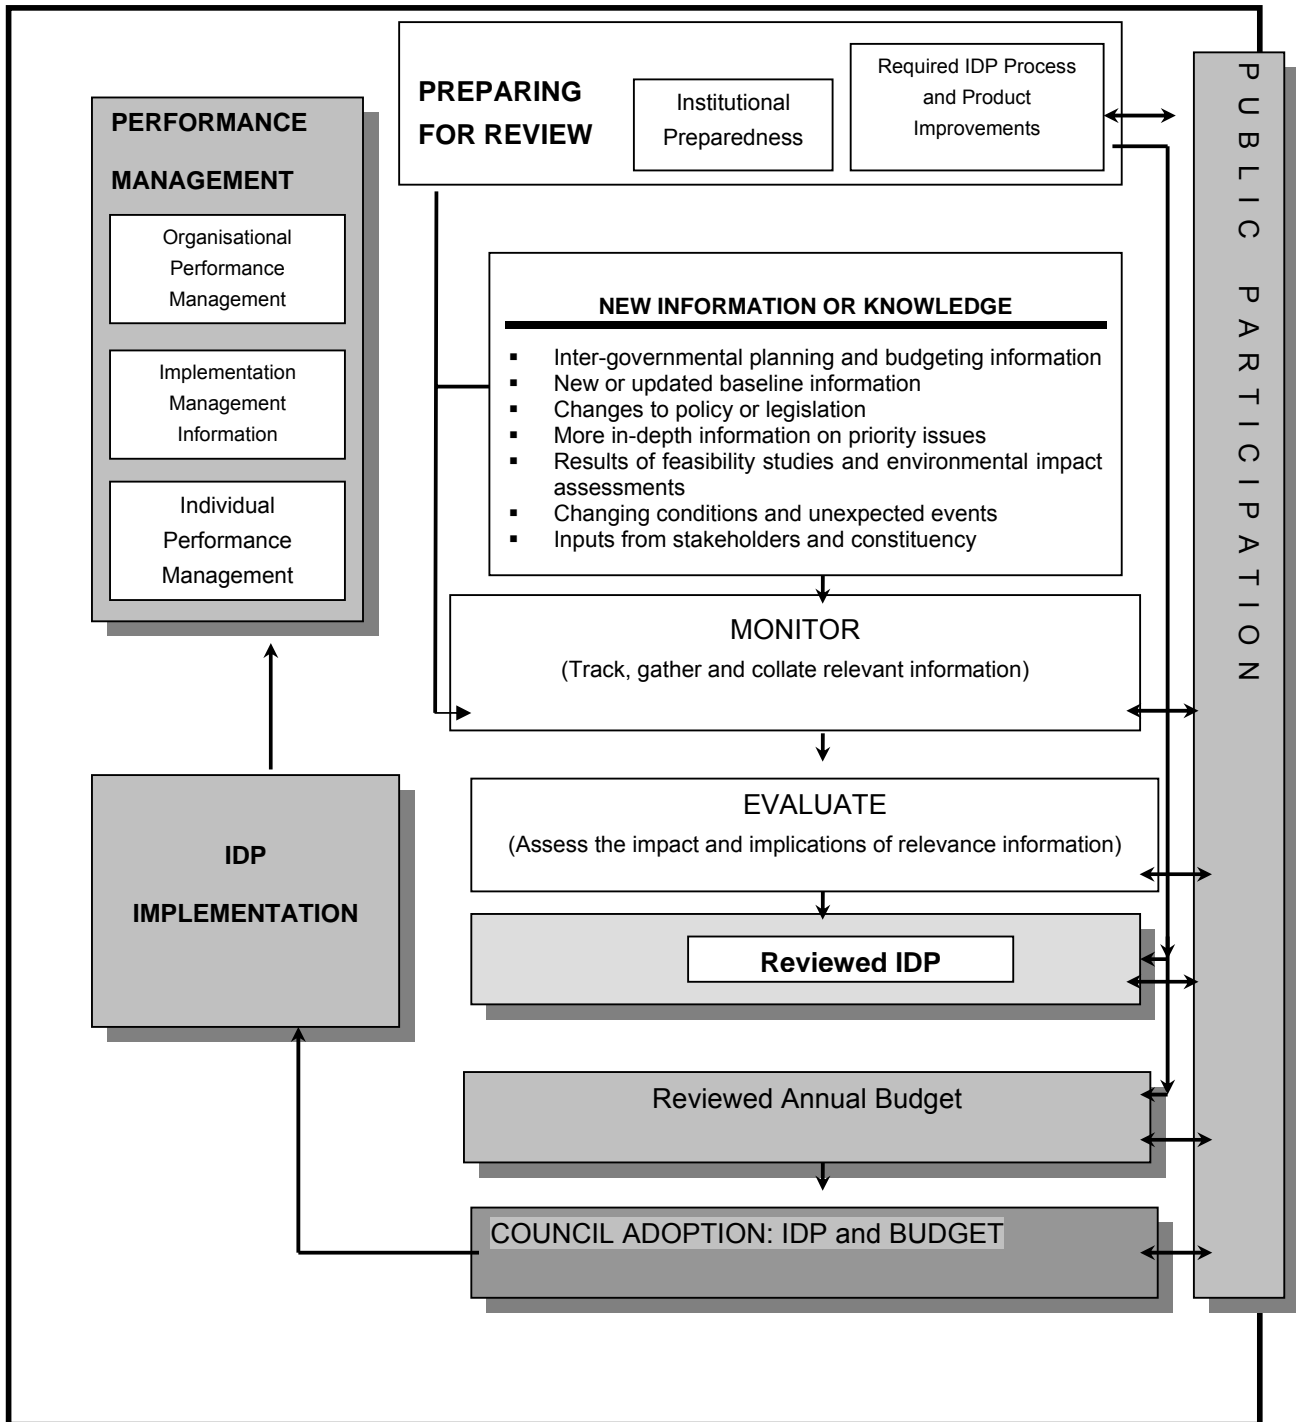 PREPARING
FOR REVIEW
Institutional
Preparedness
Required IDP Process
and Product
Improvements
PERFORMANCE
MANAGEMENT
Organisational
Performance
Management
Implementation
Management
Information
Individual
Performance
Management
NEW INFORMATION OR KNOWLEDGE
▪ Inter-governmental planning and budgeting information
▪ New or updated baseline information
▪ Changes to policy or legislation
▪ More in-depth information on priority issues
▪ Results of feasibility studies and environmental impact
assessments
▪ Changing conditions and unexpected events
▪ Inputs from stakeholders and constituency
MONITOR
(Track, gather and collate relevant information)
EVALUATE
(Assess the impact and implications of relevance information)
IDP
IMPLEMENTATION
Reviewed IDP
Reviewed Annual Budget
COUNCIL ADOPTION: IDP and BUDGET
PUBLIC PARTICIPATION